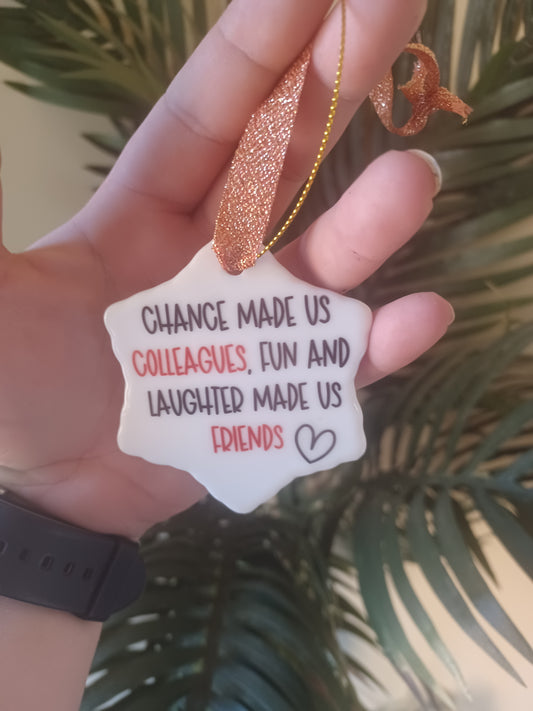 CHANCE MADE US
COLLEAGUES, FUN AND
LAUGHTER MADE US
FRIENDS